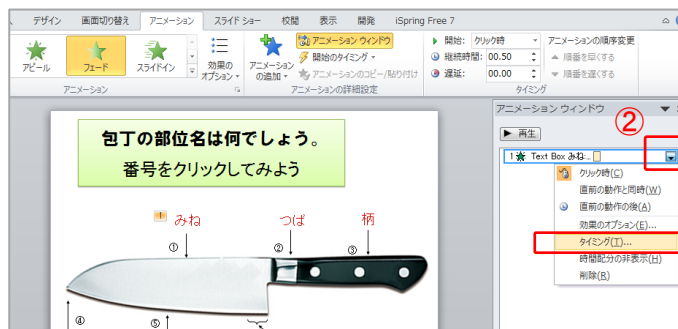 デザイン 画面切り替え アニメーション スライド ショー 校閲 表示 開発 iSpring Free 7
アピール フェード スライドイン 効果の オプション アニメーション の追加
アニメーション ウィンドウ
開始のタイミング
アニメーションのコピー/貼り付け
開始: クリック時
継続時間: 00.50
遅延: 00.00
アニメーションの順序変更
順番を早くする
順番を遅くする
アニメーション アニメーションの詳細設定 タイミング
包丁の部位名は何でしょう。
番号をクリックしてみよう
1 みね つば 柄
① ② ③
④ ⑤
アニメーション ウィンドウ
②
再生
1 Text Box みね:...
クリック時(C)
直前の動作と同時(W)
直前の動作の後(A)
効果のオプション(E)...
タイミング(T)...
時間配分の非表示(H)
削除(R)